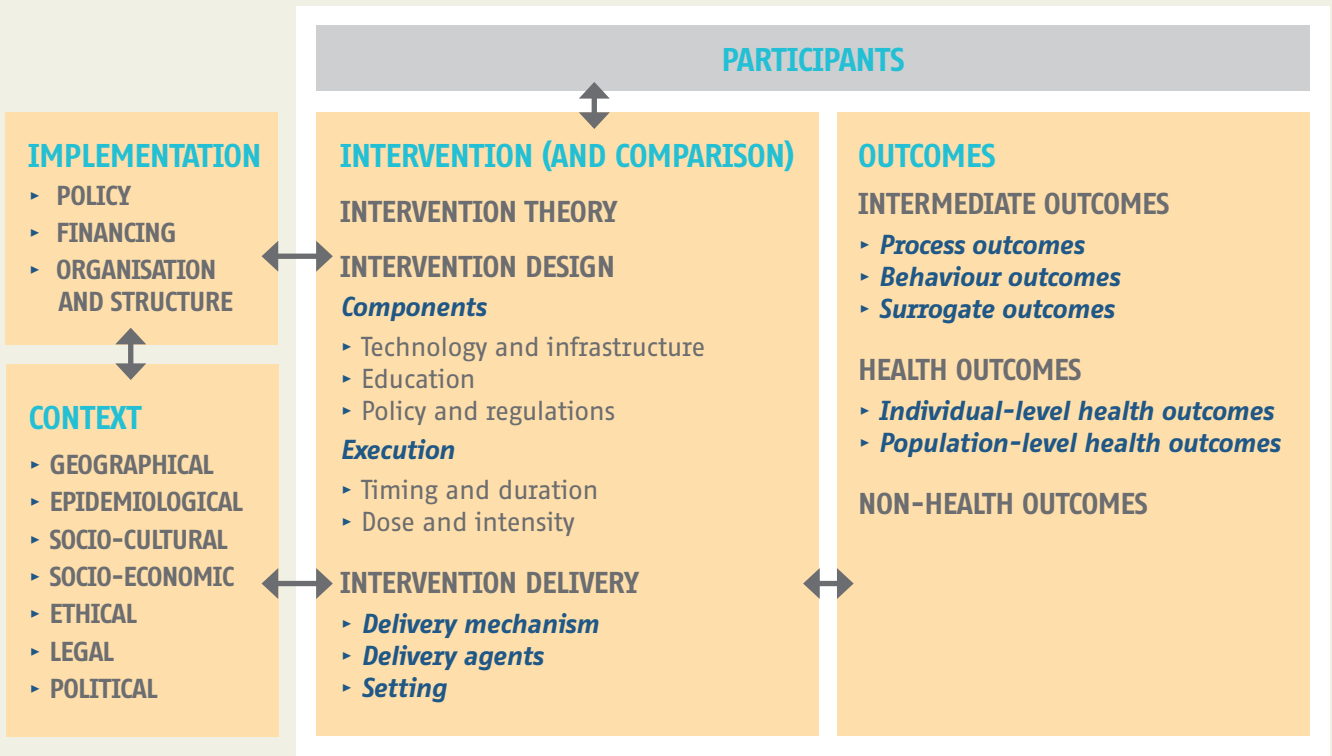 PARTICIPANTS
IMPLEMENTATION
▸ POLICY
▸ FINANCING
▸ ORGANISATION
AND STRUCTURE
CONTEXT
▸ GEOGRAPHICAL
▸ EPIDEMIOLOGICAL
▸ SOCIO-CULTURAL
▸ SOCIO-ECONOMIC
▸ ETHICAL
▸ LEGAL
▸ POLITICAL
INTERVENTION (AND COMPARISON)
INTERVENTION THEORY
INTERVENTION DESIGN
Components
▸ Technology and infrastructure
▸ Education
▸ Policy and regulations
Execution
▸ Timing and duration
▸ Dose and intensity
INTERVENTION DELIVERY
▸ Delivery mechanism
▸ Delivery agents
▸ Setting
OUTCOMES
INTERMEDIATE OUTCOMES
▸ Process outcomes
▸ Behaviour outcomes
▸ Surrogate outcomes
HEALTH OUTCOMES
▸ Individual-level health outcomes
▸ Population-level health outcomes
NON-HEALTH OUTCOMES